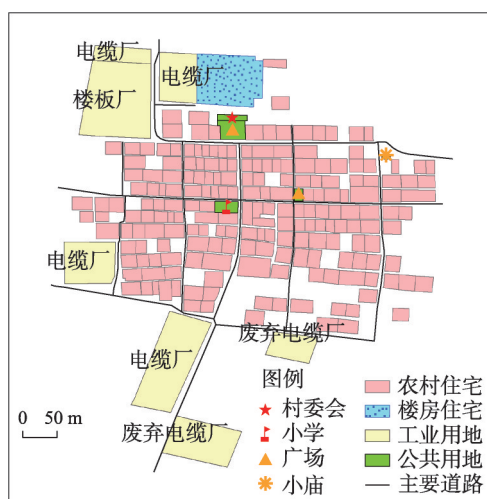 电缆厂
电缆厂
楼板厂
电缆厂
废弃电缆厂
电缆厂
废弃电缆厂
图例
村委会
小学
广场
小庙
农村住宅
楼房住宅
工业用地
公共用地
主要道路
0 50 m